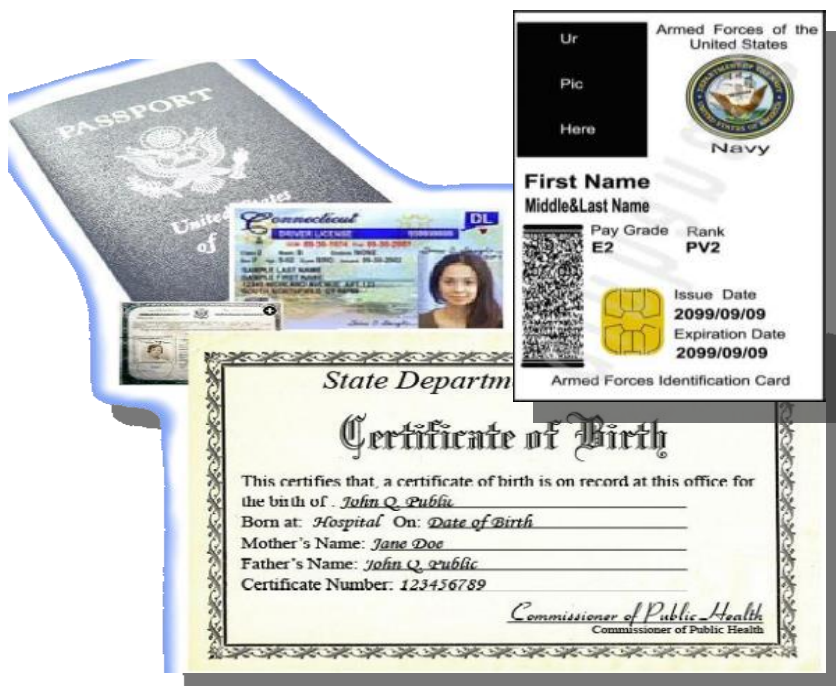 PASSPORT
United States
of
Connecticut
DL
DRIVER LICENSE
SAMPLE LAST NAME
SAMPLE FIRST NAME
Ur
Pic
Here
Armed Forces of the
United States
Navy
First Name
Middle&Last Name
Pay Grade Rank
E2 PV2
Issue Date
2099/09/09
Expiration Date
2099/09/09
Armed Forces Identification Card
State Departm
Certificate of Birth
This certifies that, a certificate of birth is on record at this office for
the birth of . John Q. Public
Born at: Hospital On: Date of Birth
Mother's Name: Jane Doe
Father's Name: John Q. Public
Certificate Number: 123456789
Commissioner of Public Health
Commissioner of Public Health